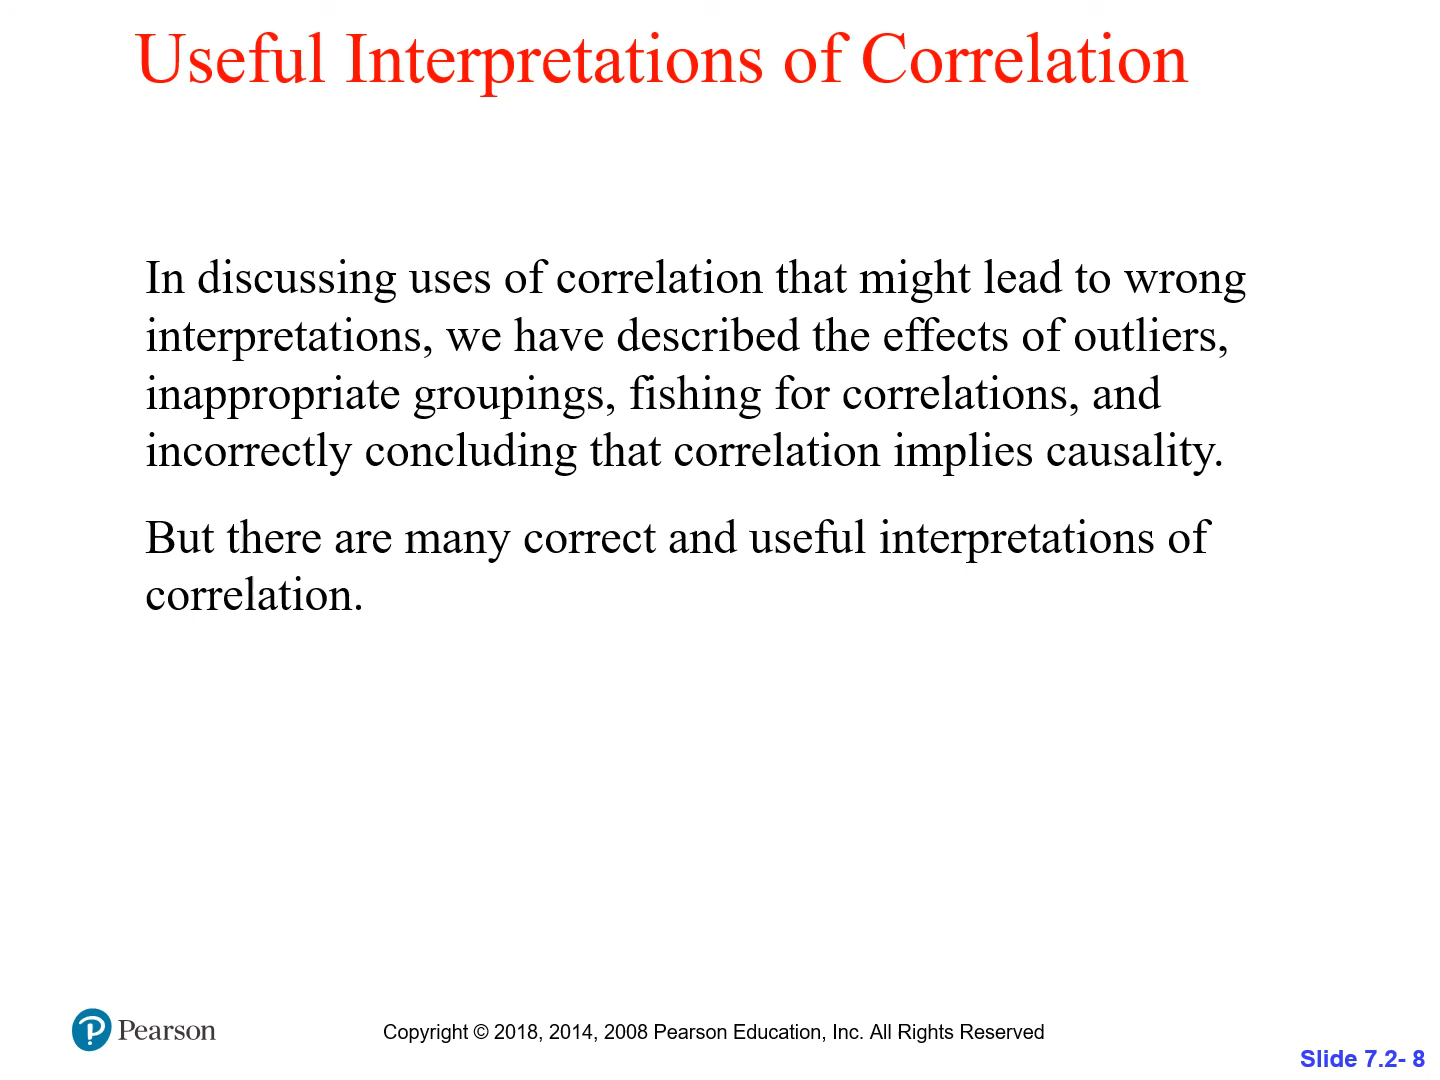 Useful Interpretations of Correlation
In discussing uses of correlation that might lead to wrong
interpretations, we have described the effects of outliers,
inappropriate groupings, fishing for correlations, and
incorrectly concluding that correlation implies causality.
But there are many correct and useful interpretations of
correlation.
Pearson
Copyright © 2018, 2014, 2008 Pearson Education, Inc. All Rights Reserved
Slide 7.2- 8